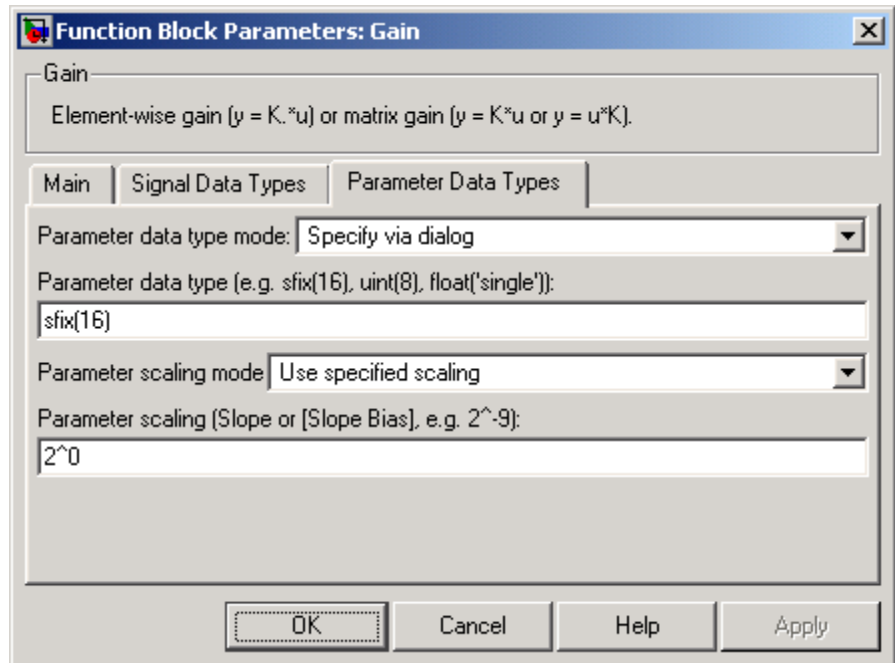 Function Block Parameters: Gain
Gain
Element-wise gain (y = K.*u) or matrix gain (y = K*u or y = u*K).
Main Signal Data Types Parameter Data Types
Parameter data type mode: Specify via dialog
Parameter data type (e.g. sfix(16), uint(8), float('single')):
sfix(16)
Parameter scaling mode Use specified scaling
Parameter scaling (Slope or [Slope Bias], e.g. 2^-9):
2^0
OK Cancel Help Apply